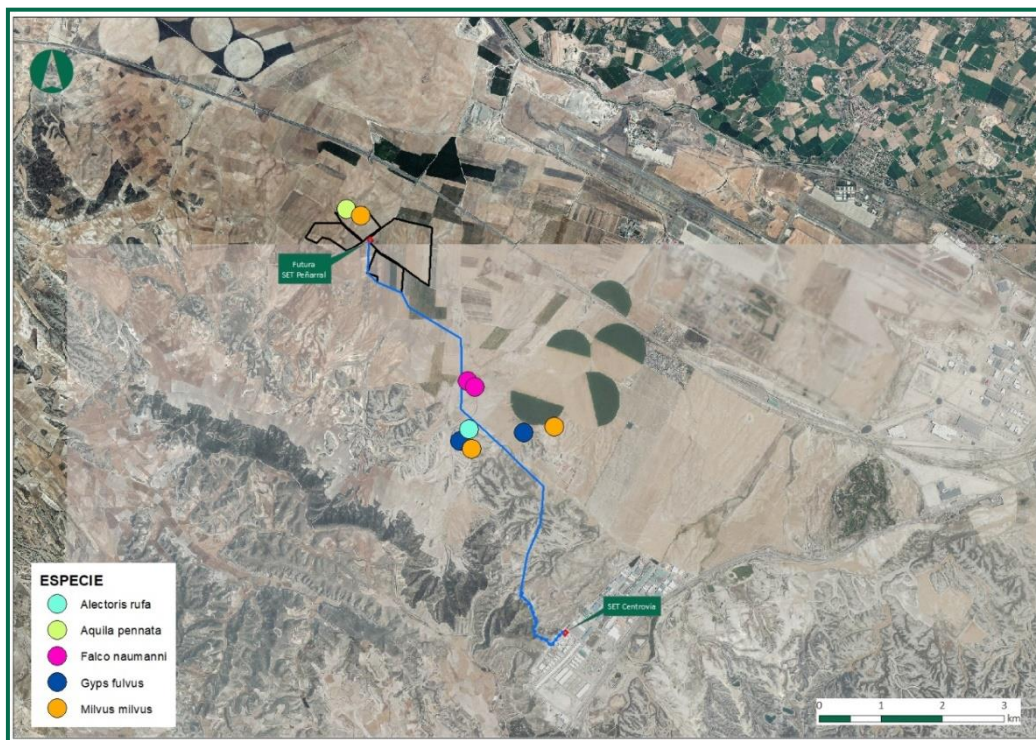 Futura
SET Peñarral
SET Centrovía
ESPECIE
Alectoris rufa
Aquila pennata
Falco naumanni
Gyps fulvus
Milvus milvus
0 1 2 3
km